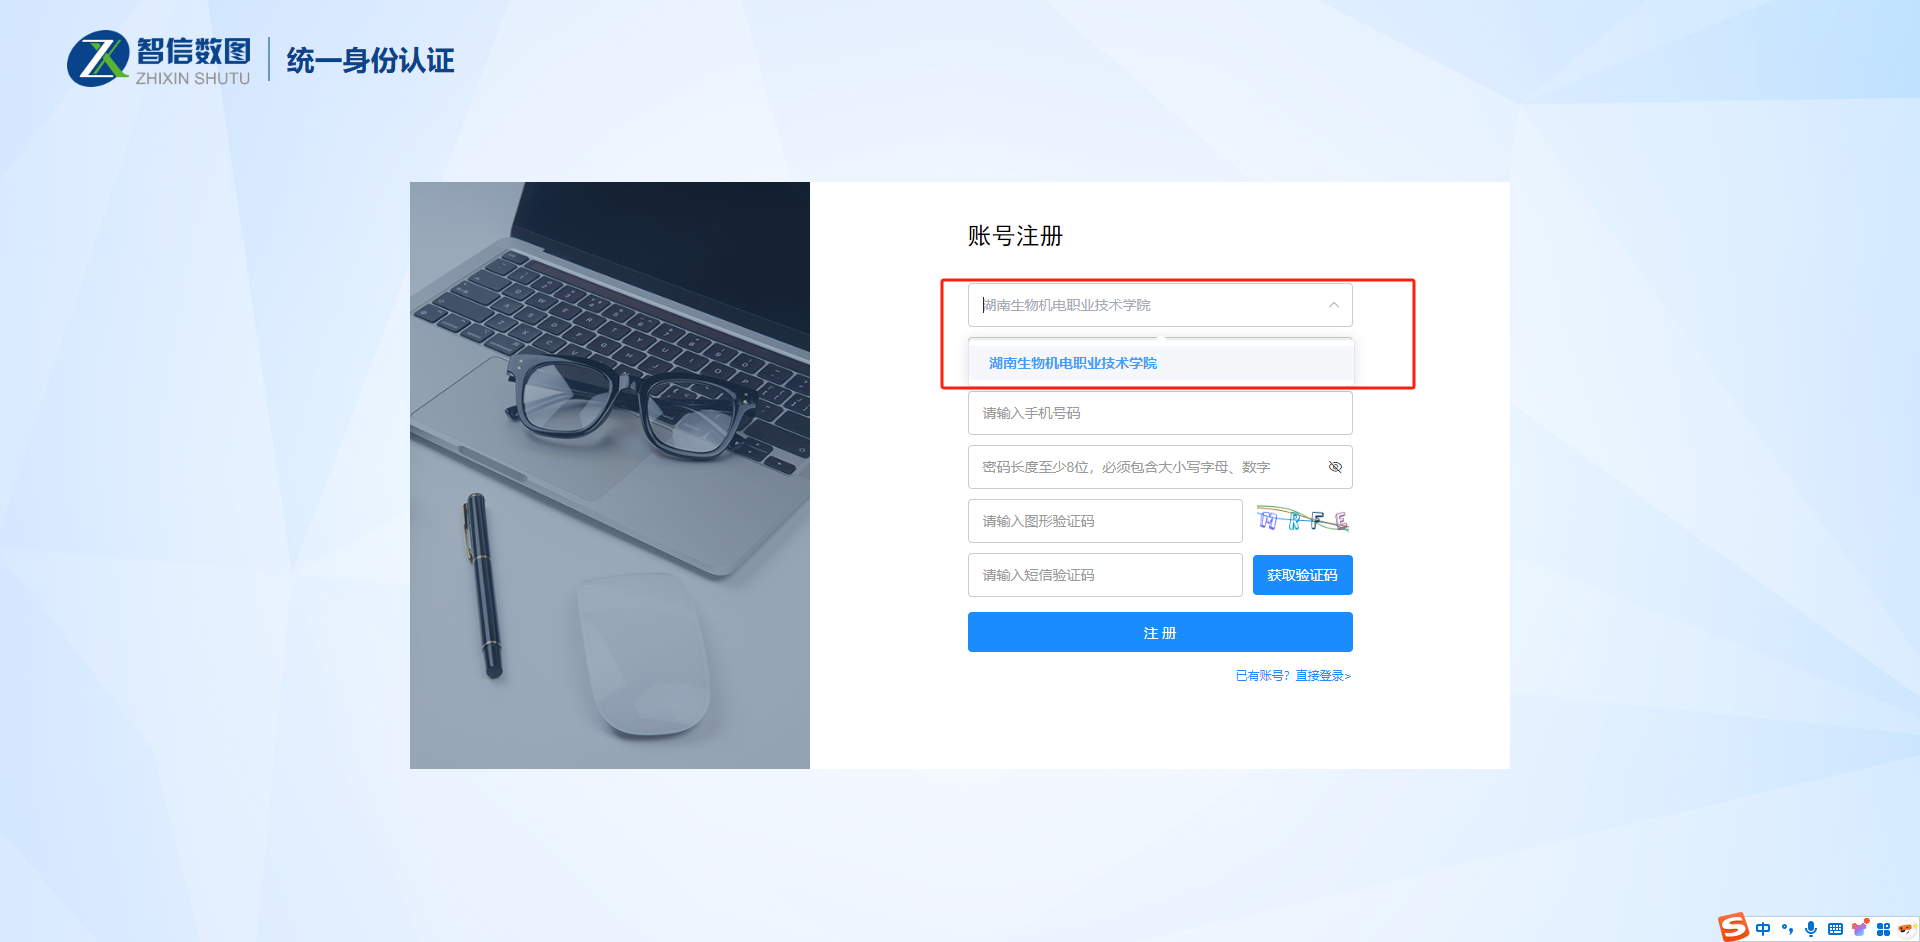 智信数图
ZHIXIN SHUTU
统一身份认证
账号注册
湖南生物机电职业技术学院
湖南生物机电职业技术学院
请输入手机号码
密码长度至少8位，必须包含大小写字母、数字
请输入图形验证码
MRFE
请输入短信验证码
获取验证码
注 册
已有账号？直接登录>
中